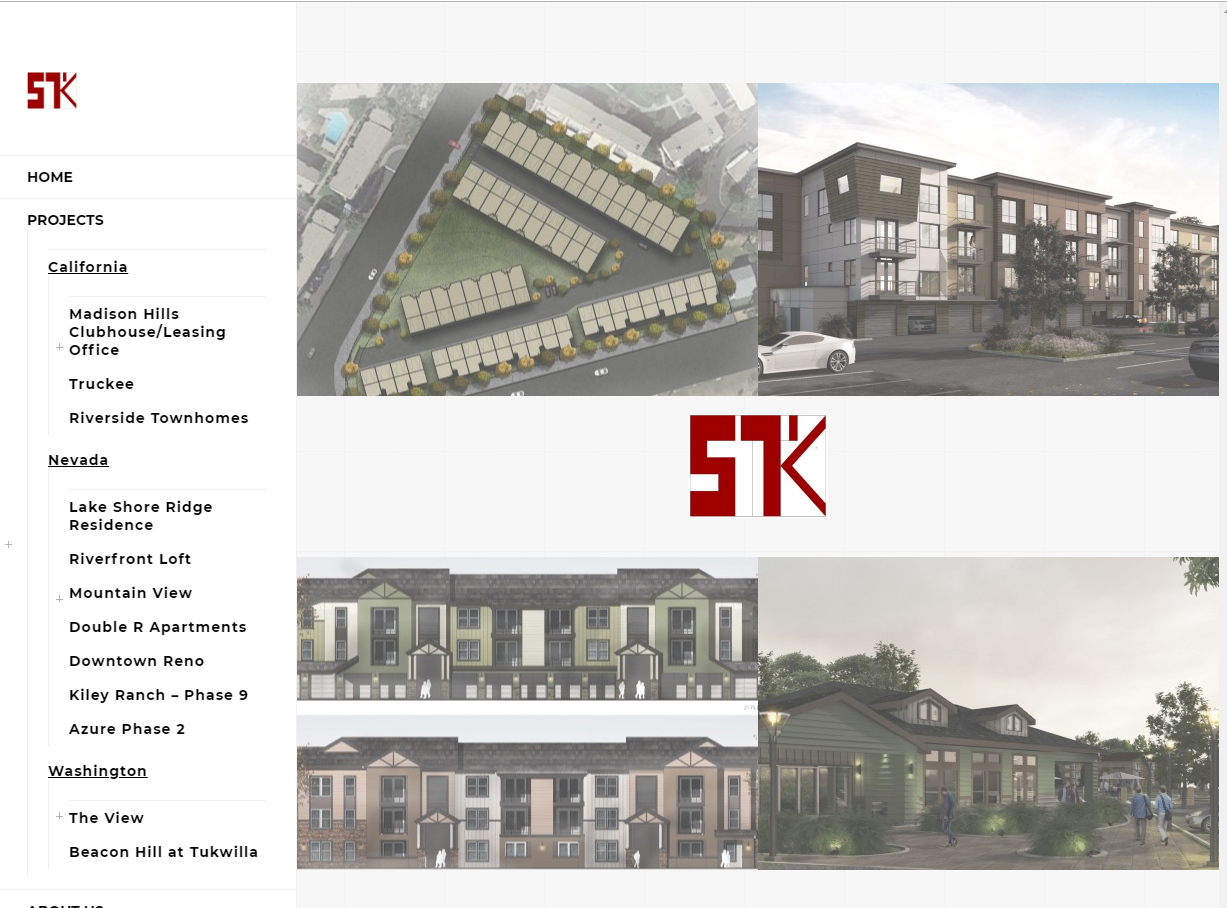 STK
HOME
PROJECTS
California
Madison Hills
Clubhouse/Leasing
Office
Truckee
Riverside Townhomes
Nevada
Lake Shore Ridge
Residence
Riverfront Loft
Mountain View
Double R Apartments
Downtown Reno
Kiley Ranch – Phase 9
Azure Phase 2
Washington
The View
Beacon Hill at Tukwilla
ABOUT US
STK